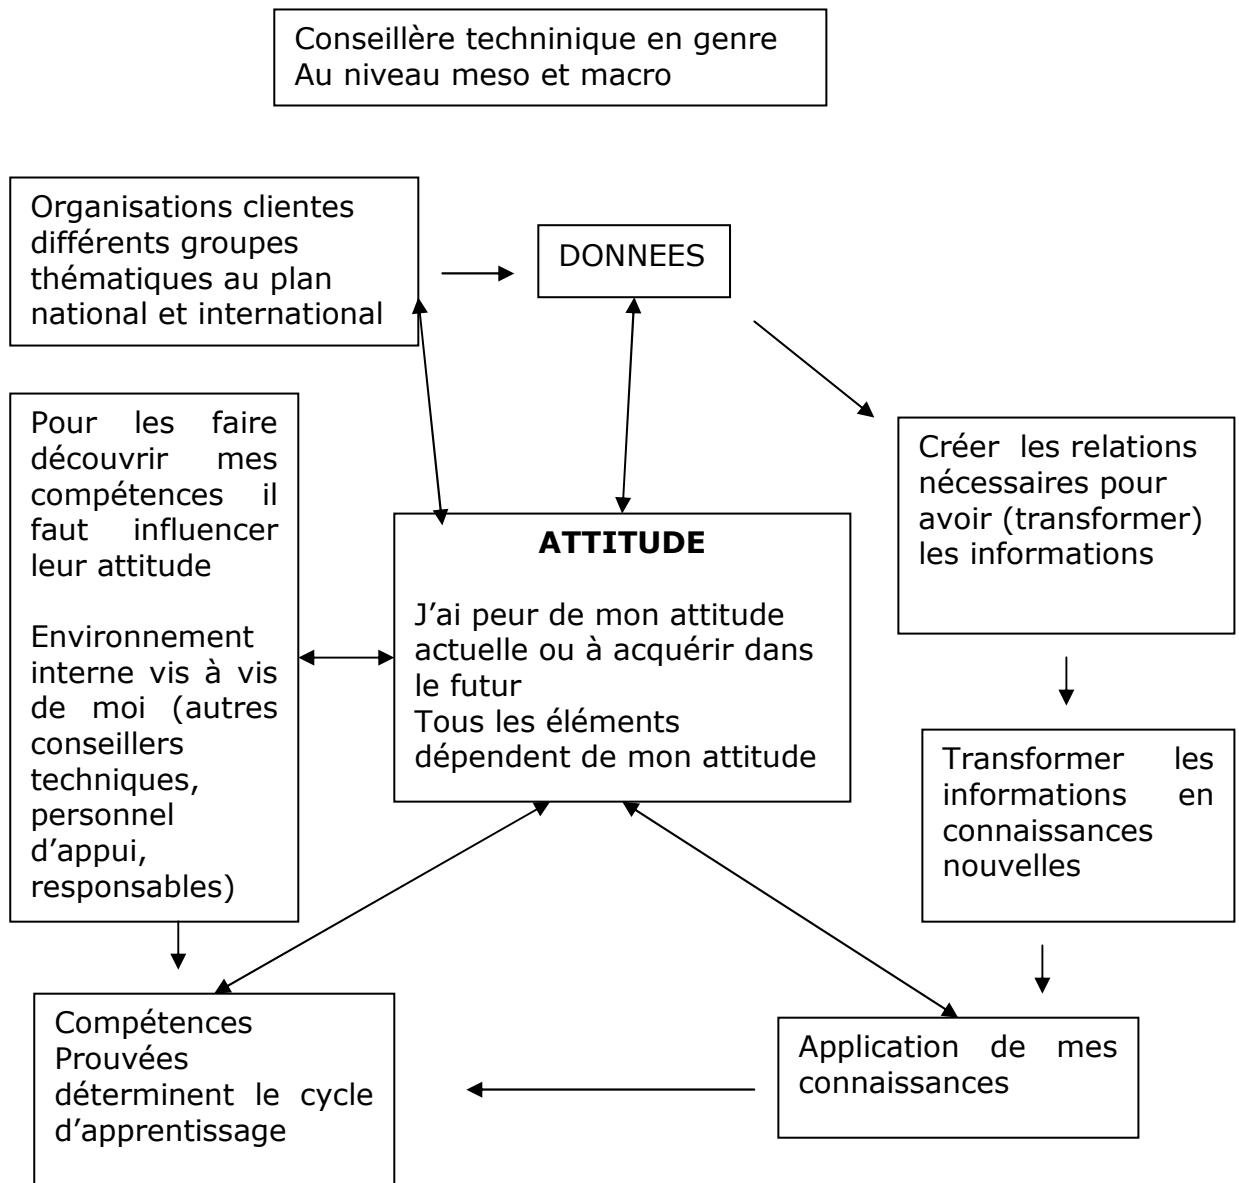 Conseillère techninique en genre
Au niveau meso et macro
Organisations clientes
différents groupes
thématiques au plan
national et international
DONNEES
Pour les faire
découvrir mes
compétences il
faut influencer
leur attitude
Environnement
interne vis à vis
de moi (autres
conseillers
techniques,
personnel
d’appui,
responsables)
Créer les relations
nécessaires pour
avoir (transformer)
les informations
ATTITUDE
J’ai peur de mon attitude
actuelle ou à acquérir dans
le futur
Tous les éléments
dépendent de mon attitude
Transformer les
informations en
connaissances
nouvelles
Compétences
Prouvées
déterminent le cycle
d’apprentissage
Application de mes
connaissances